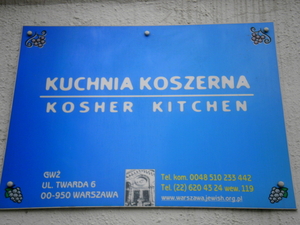 KUCHNIA KOSZERNA
KOSHER KITCHEN
GWŻ
UL. TWARDA 6
00-950 WARSZAWA
Tel kom. 0048 510 233 442
Tel. (22) 620 43 24 wew. 119
www.warszawa.jewish.org.pl